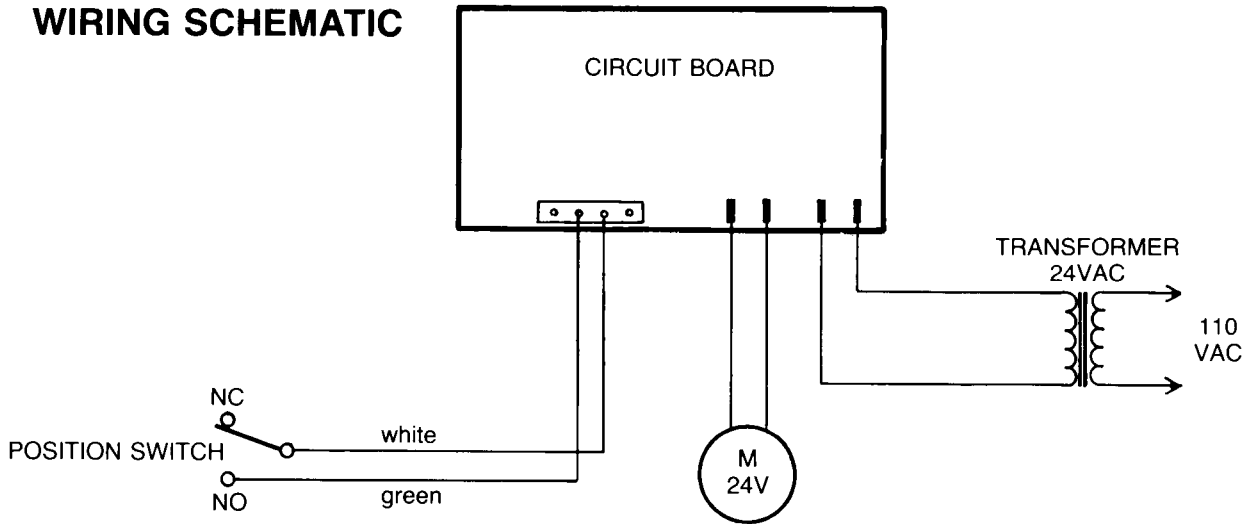 WIRING SCHEMATIC
CIRCUIT BOARD
TRANSFORMER
24VAC
110
VAC
NC
POSITION SWITCH
white
NO
green
M
24V